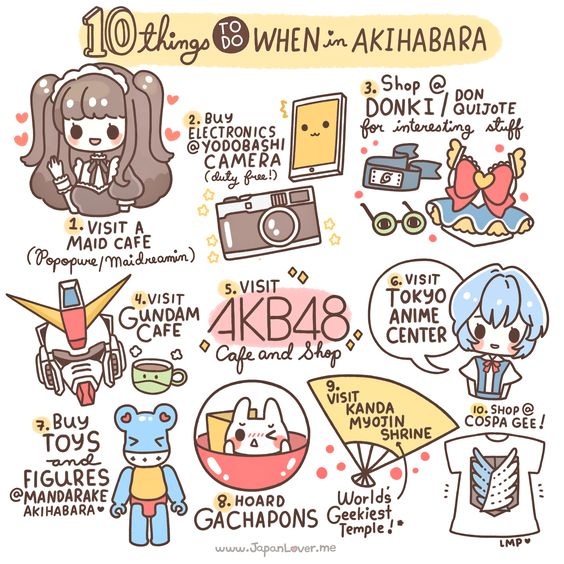 10 things TO DO WHEN in AKIHABARA
1. VISIT A
MAID CAFE
(Popopure/Maidreamin)
2. BUY
ELECTRONICS
@YODOBASHI
CAMERA
(duty free!)
3. Shop @
DONKI / DON QUIJOTE
for interesting stuff
4. VISIT
GUNDAM
CAFE
5. VISIT
AKB48
Cafe and Shop
6. VISIT
TOKYO
ANIME
CENTER
7. BUY
TOYS
and
FIGURES
@MANDARAKE
AKIHABARA
8. HOARD
GACHAPONS
9.
VISIT
KANDA
MYOJIN
SHRINE
World's
Geekiest
Temple!*
10. SHOP@
COSPA GEE!
LMP
www.JapanLover.me